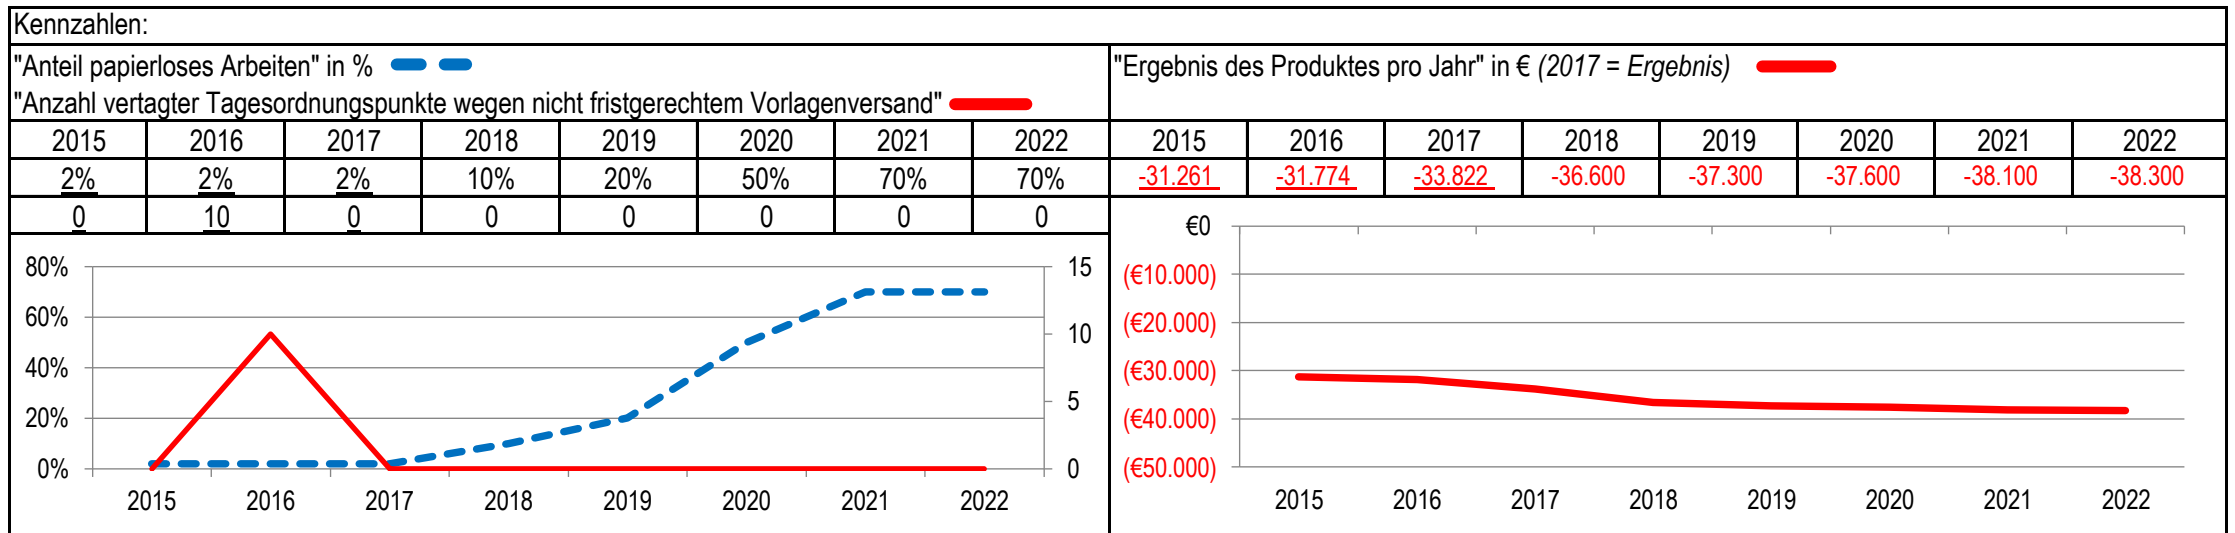 Kennzahlen:
"Anteil papierloses Arbeiten" in %
"Anzahl vertagter Tagesordnungspunkte wegen nicht fristgerechtem Vorlagenversand"
2015 2016 2017 2018 2019 2020 2021 2022
2% 2% 2% 10% 20% 50% 70% 70%
0 10 0 0 0 0 0 0
80%
60%
40%
20%
0%
15
10
5
0
2015 2016 2017 2018 2019 2020 2021 2022
"Ergebnis des Produktes pro Jahr" in € (2017 = Ergebnis)
2015 2016 2017 2018 2019 2020 2021 2022
-31.261 -31.774 -33.822 -36.600 -37.300 -37.600 -38.100 -38.300
€0
(€10.000)
(€20.000)
(€30.000)
(€40.000)
(€50.000)
2015 2016 2017 2018 2019 2020 2021 2022